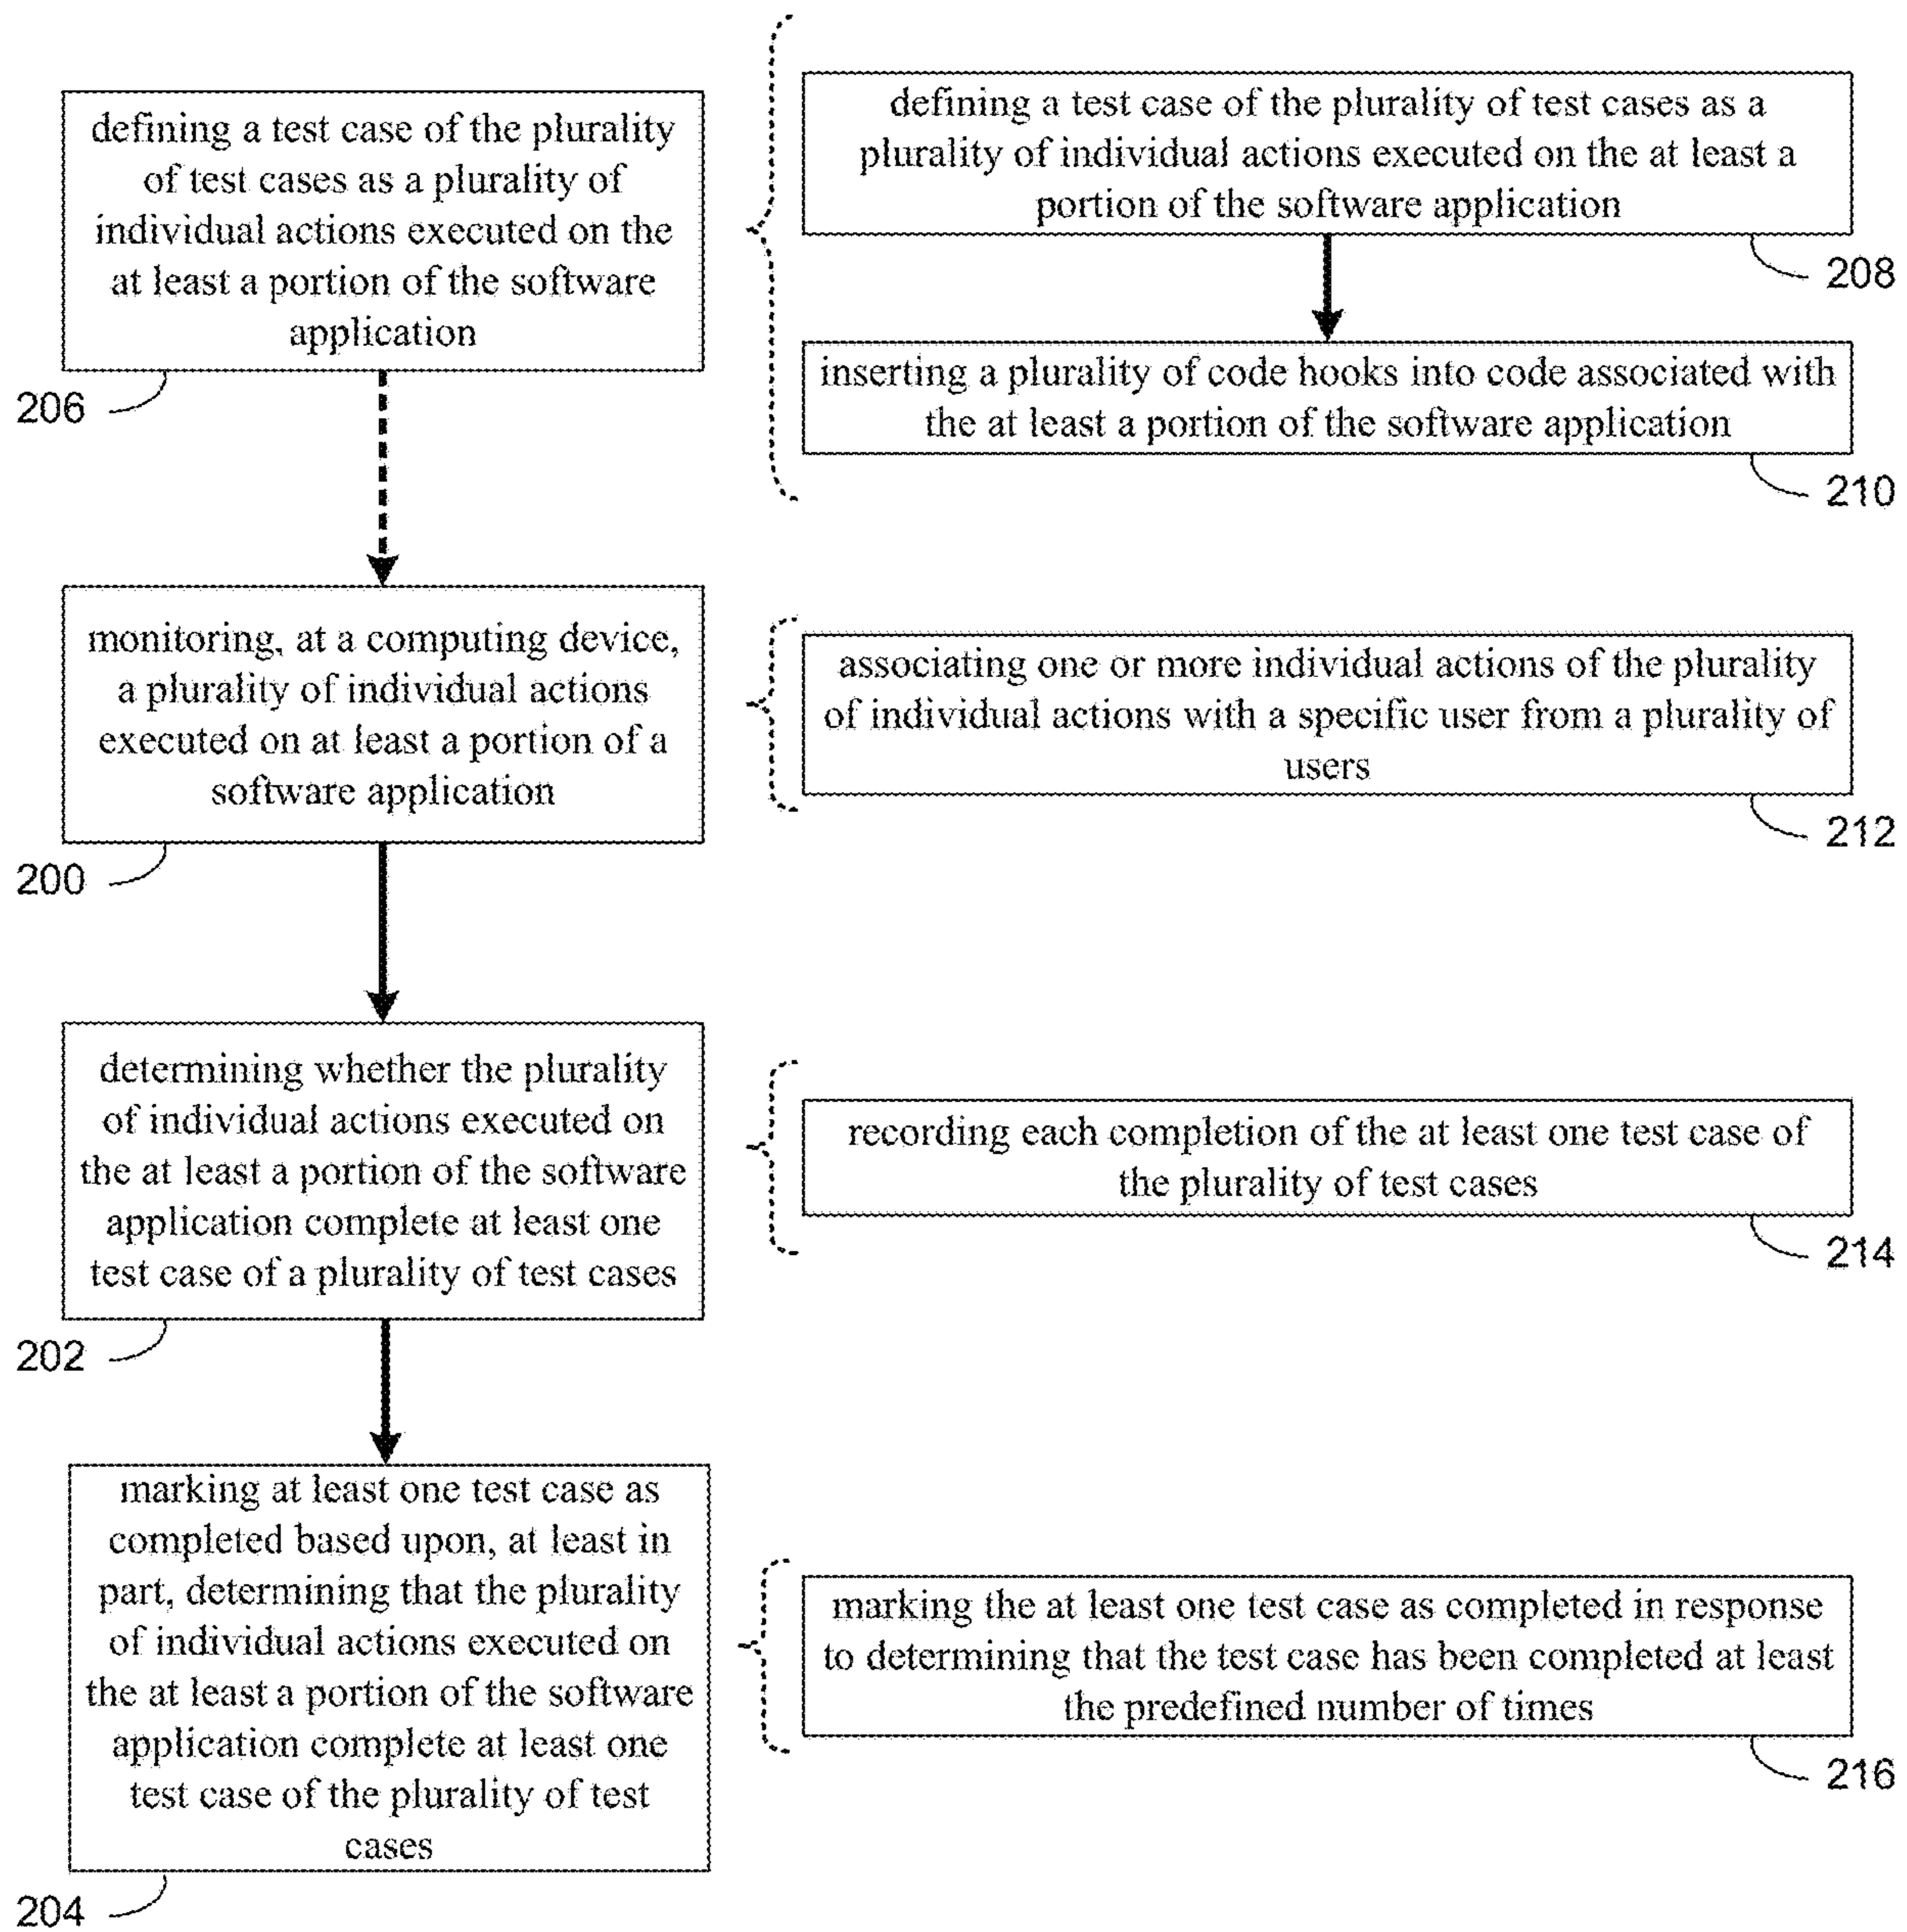 defining a test case of the plurality
of test cases as a plurality of
individual actions executed on the
at least a portion of the software
application
206
defining a test case of the plurality of test cases as a
plurality of individual actions executed on the at least a
portion of the software application
208
inserting a plurality of code hooks into code associated with
the at least a portion of the software application
210
monitoring, at a computing device,
a plurality of individual actions
executed on at least a portion of a
software application
200
associating one or more individual actions of the plurality
of individual actions with a specific user from a plurality of
users
212
determining whether the plurality
of individual actions executed on
the at least a portion of the software
application complete at least one
test case of a plurality of test cases
202
recording each completion of the at least one test case of
the plurality of test cases
214
marking at least one test case as
completed based upon, at least in
part, determining that the plurality
of individual actions executed on
the at least a portion of the software
application complete at least one
test case of the plurality of test
cases
204
marking the at least one test case as completed in response
to determining that the test case has been completed at least
the predefined number of times
216